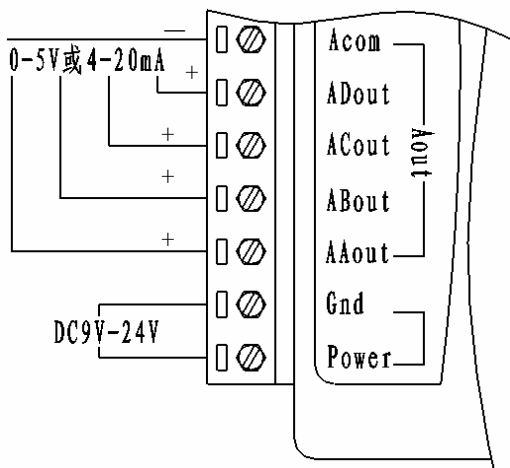 — Acom
0-5V或4-20mA
+ ADout
+ ACout
Aout
+ ABout
+ AAout
Gnd
DC9V-24V
Power